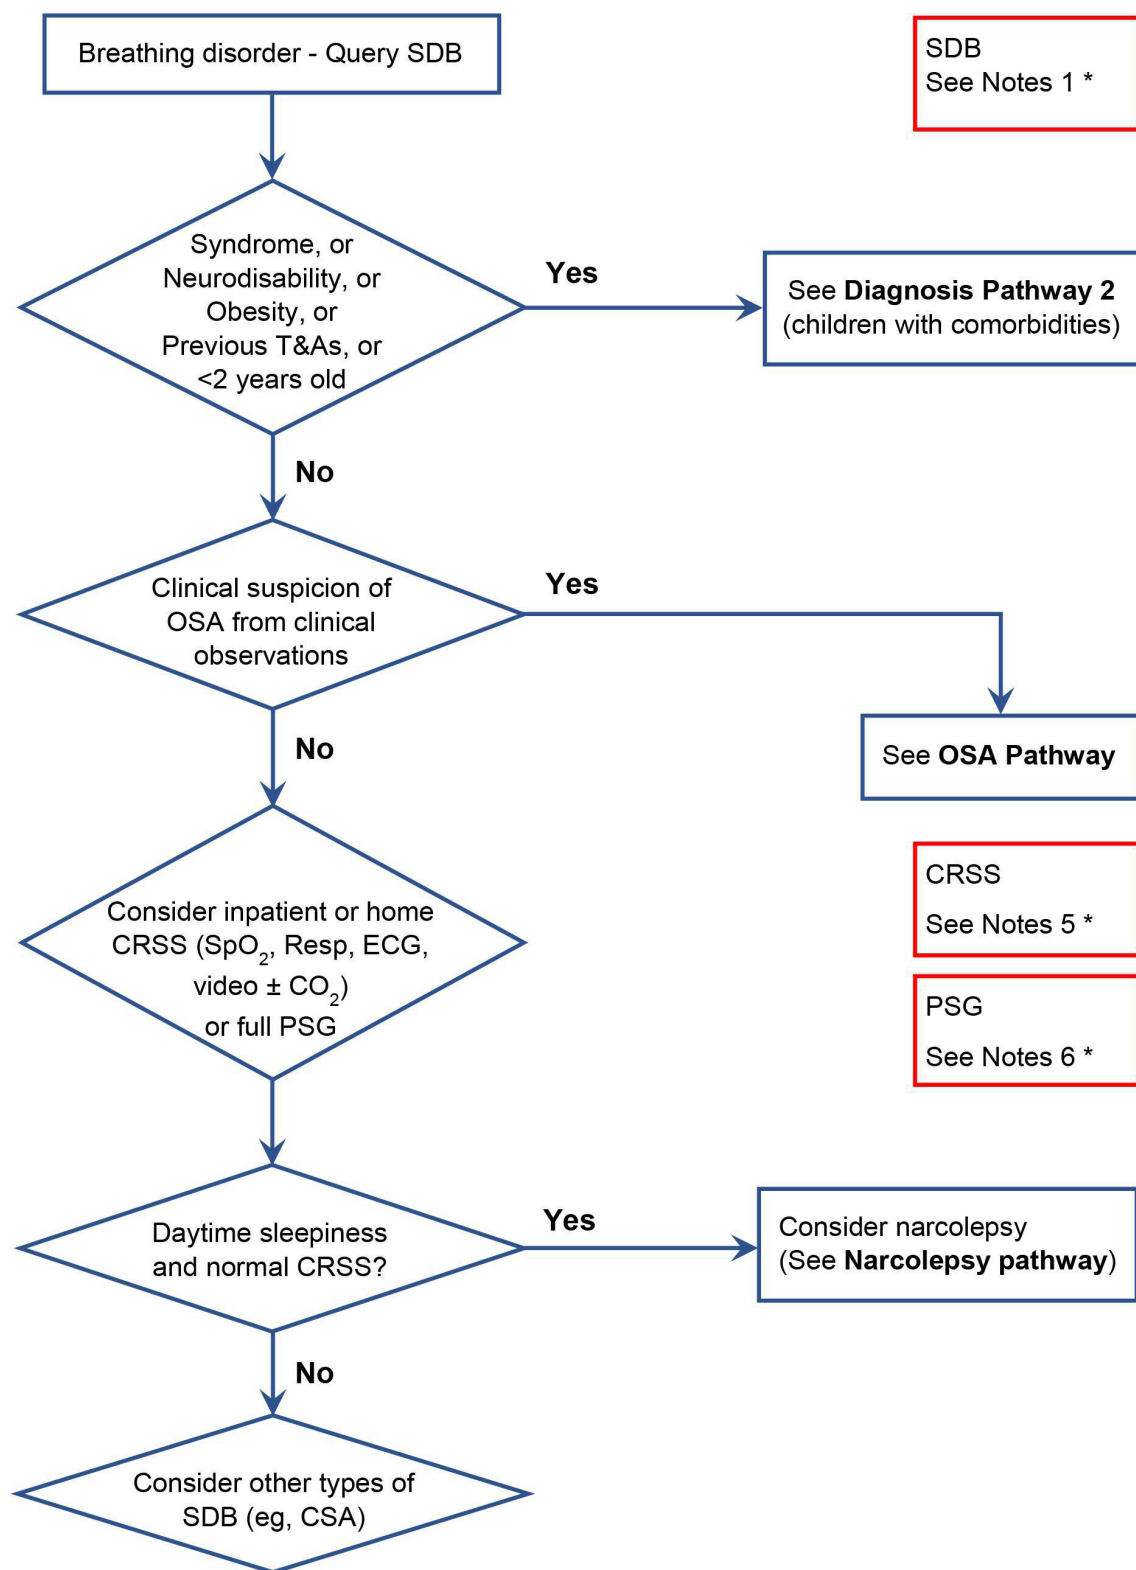 Breathing disorder - Query SDB
SDB
See Notes 1 *
Syndrome, or
Neurodisability, or
Obesity, or
Previous T&As, or
<2 years old
Yes
See Diagnosis Pathway 2
(children with comorbidities)
No
Clinical suspicion of
OSA from clinical
observations
Yes
See OSA Pathway
No
CRSS
See Notes 5 *
Consider inpatient or home
CRSS (SpO₂, Resp, ECG,
video ± CO₂)
or full PSG
PSG
See Notes 6 *
Daytime sleepiness
and normal CRSS?
Yes
Consider narcolepsy
(See Narcolepsy pathway)
No
Consider other types of
SDB (eg, CSA)